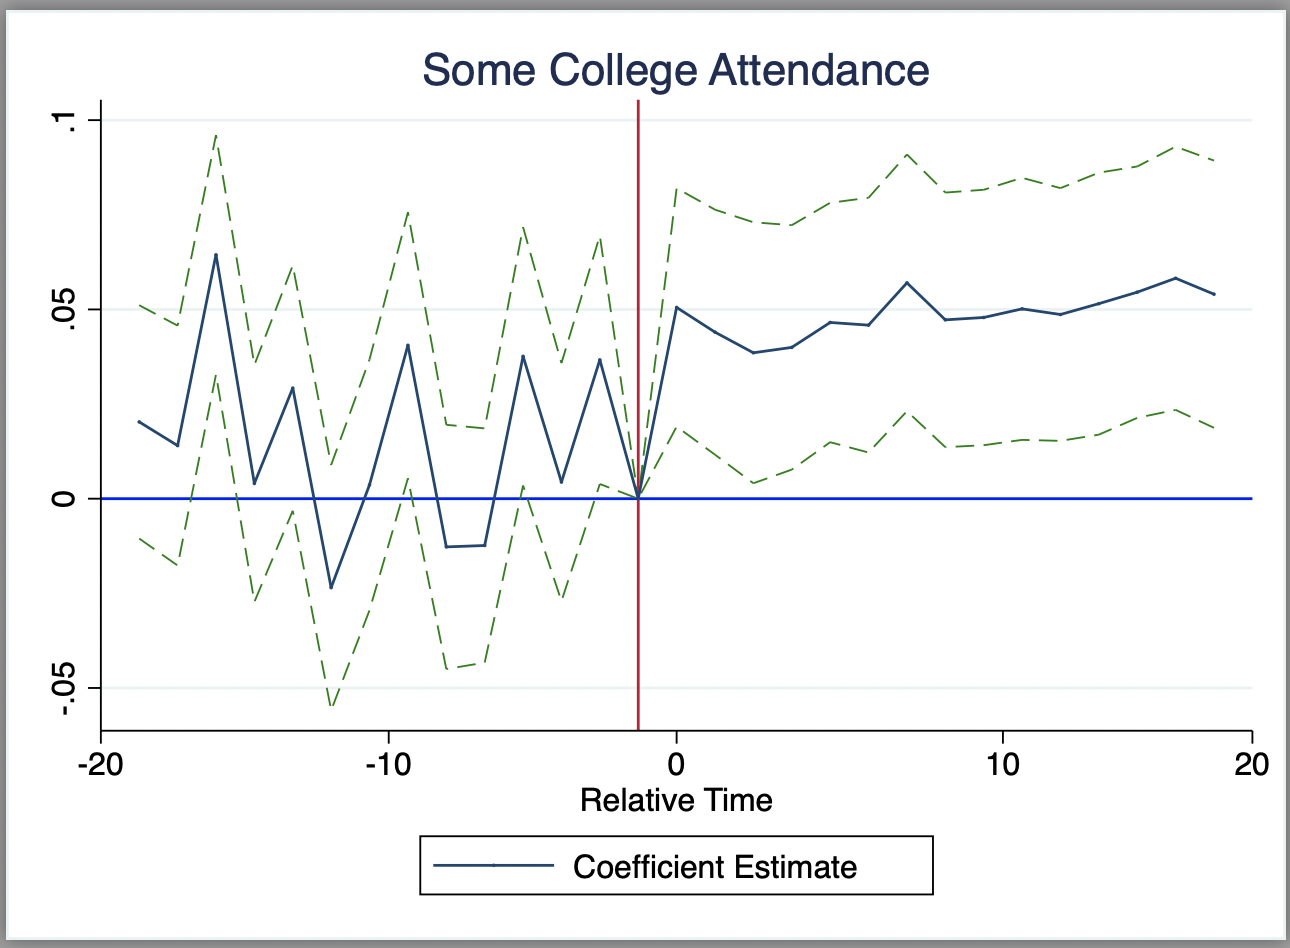 Some College Attendance
.1
.05
0
-.05
-20 -10 0 10 20
Relative Time
Coefficient Estimate